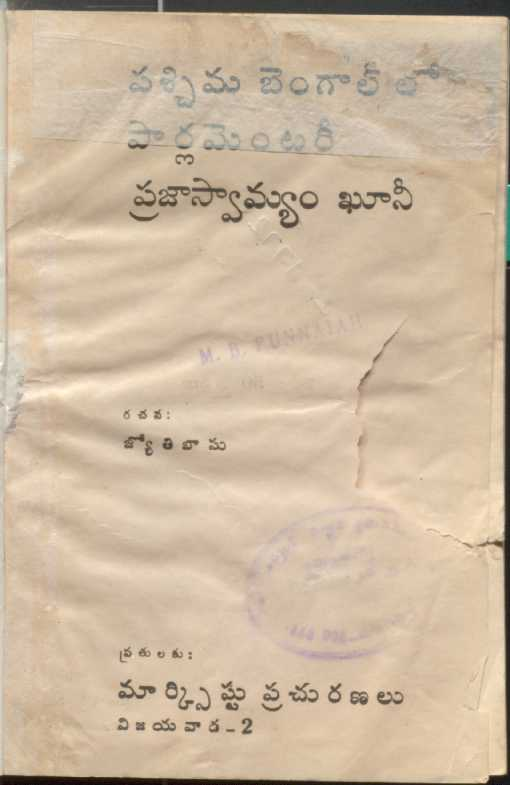 పశ్చిమ బెంగాల్ లో
పార్లమెంటరీ
ప్రజాస్వామ్యం ఖూనీ
M. B. PUNNAIAH
రచన:
జ్యోతిబాసు
ప్రతులకు:
మార్క్సిష్టు ప్రచురణలు
విజయవాడ-2